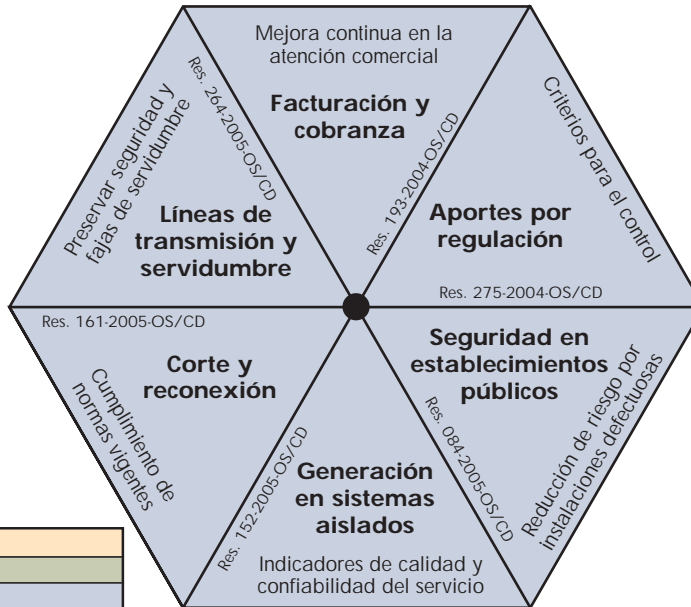 Mejora continua en la
atención comercial
Facturación y
cobranza
Res. 193-2004-OS/CD
Criterios para el control
Aportes por
regulación
Res. 275-2004-OS/CD
Seguridad en
establecimientos
públicos
Reducción de riesgo por
instalaciones defectuosas
Res. 084-2005-OS/CD
Generación
en sistemas
aislados
Indicadores de calidad y
confiabilidad del servicio
Res. 152-2005-OS/CD
Corte y
reconexión
Cumplimiento de
normas vigentes
Res. 161-2005-OS/CD
Líneas de
transmisión y
servidumbre
Preservar seguridad y
fajas de servidumbre
Res. 264-2005-OS/CD